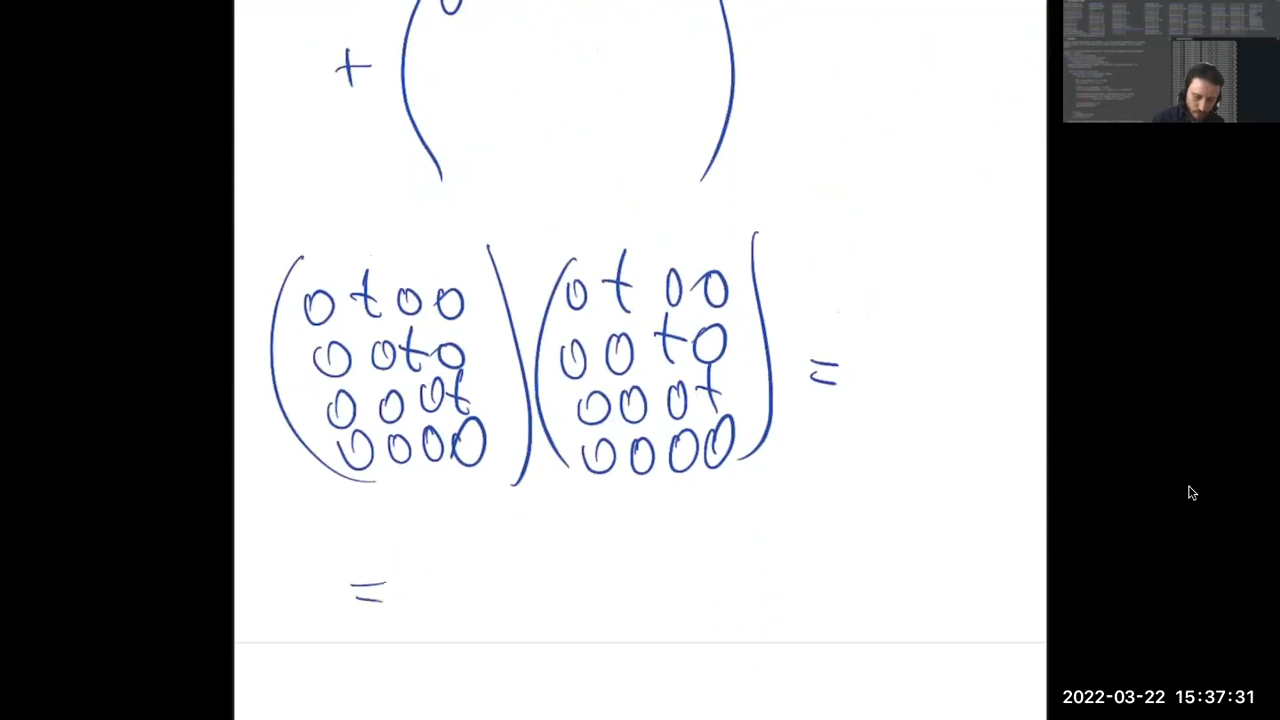 0
+ ( )
( 0 t 0 0 ) ( 0 t 0 0 )
0 0 t 0 0 0 t 0
0 0 0 t 0 0 0 t =
0 0 0 0 0 0 0 0
=
2022-03-22 15:37:31